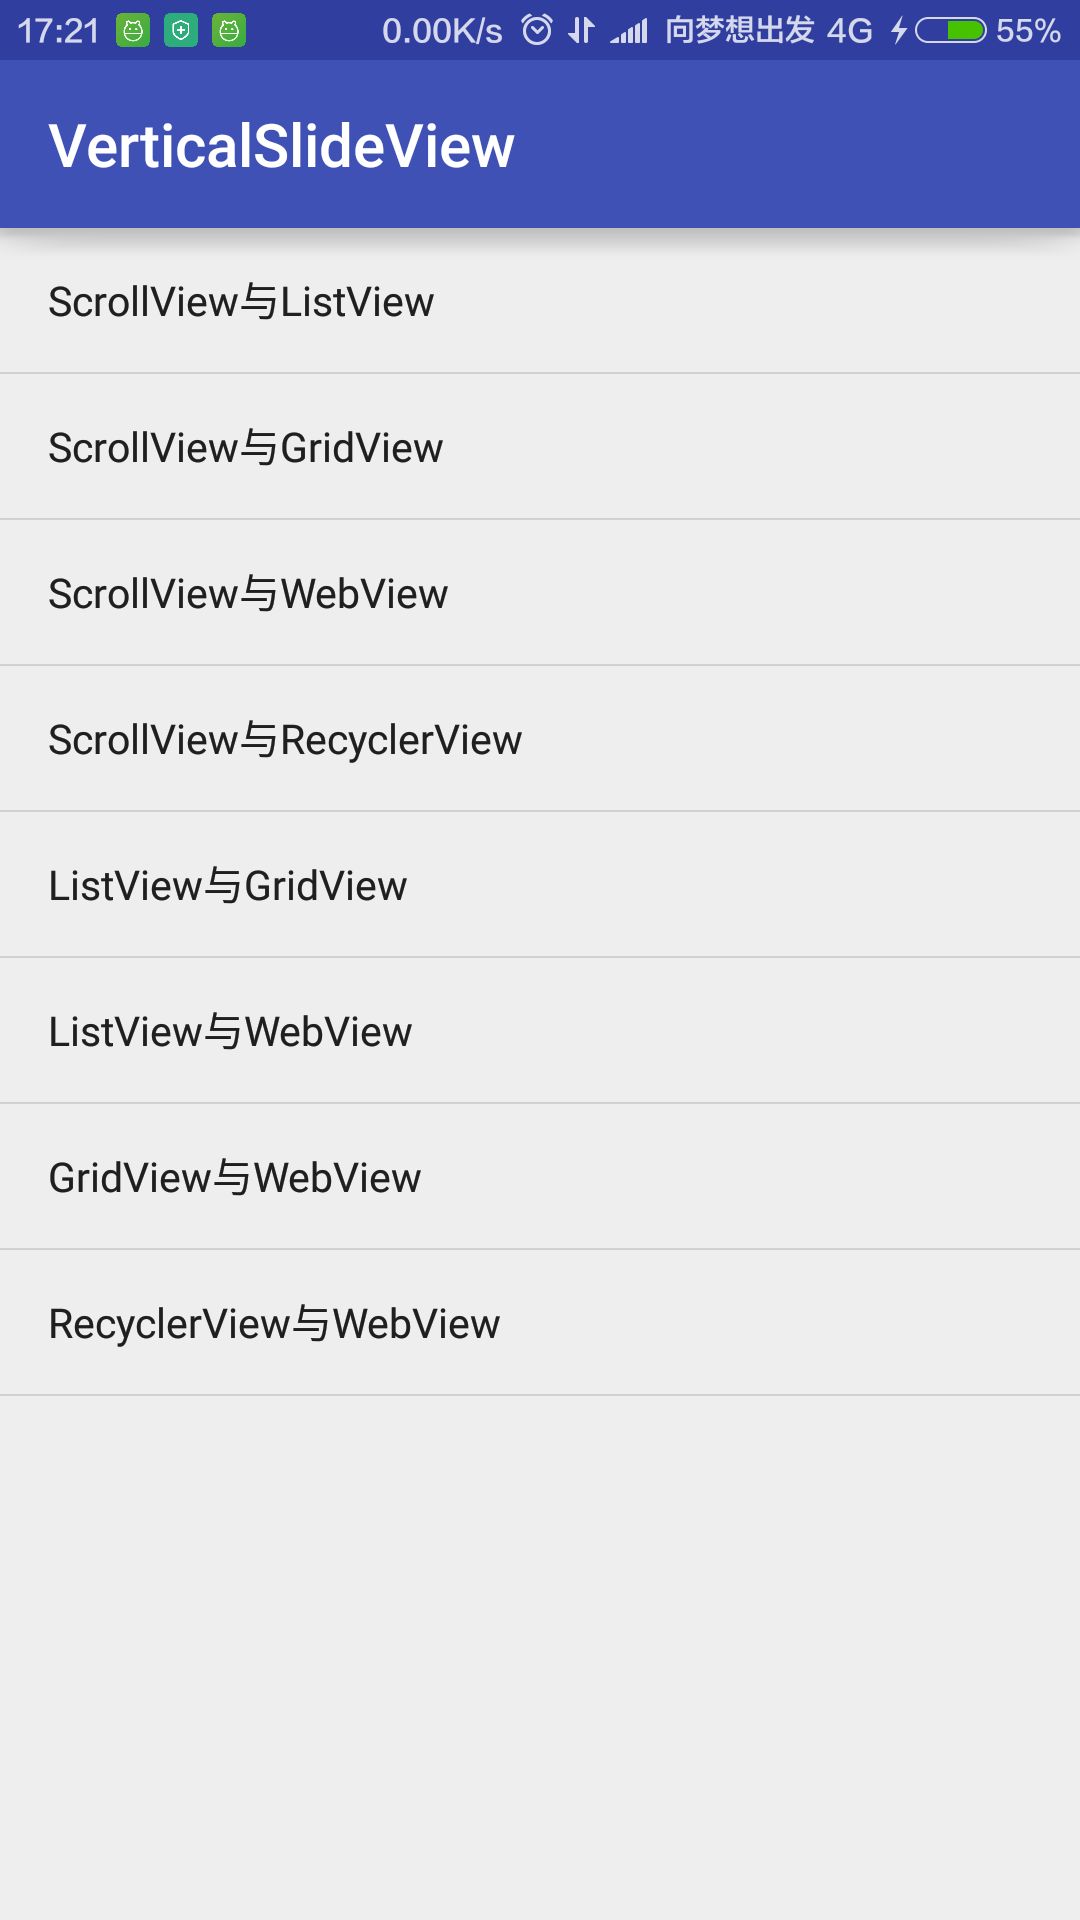 17:21 0.00K/s 向梦想出发 4G 55%
VerticalSlideView
ScrollView与ListView
ScrollView与GridView
ScrollView与WebView
ScrollView与RecyclerView
ListView与GridView
ListView与WebView
GridView与WebView
RecyclerView与WebView